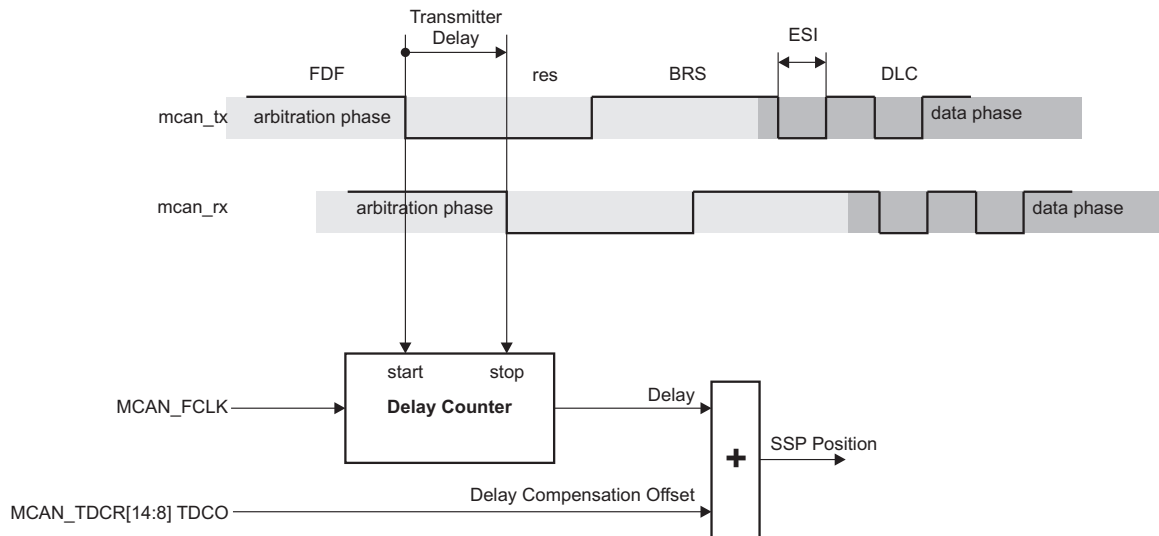 Transmitter
Delay
ESI
FDF
res
BRS
DLC
mcan_tx
arbitration phase
data phase
mcan_rx
arbitration phase
data phase
start
stop
MCAN_FCLK
Delay Counter
Delay
+
SSP Position
Delay Compensation Offset
MCAN_TDCR[14:8] TDCO